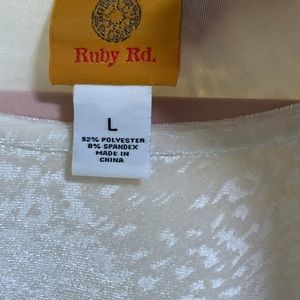 Ruby Rd.
L
92% POLYESTER
8% SPANDEX
MADE IN
CHINA